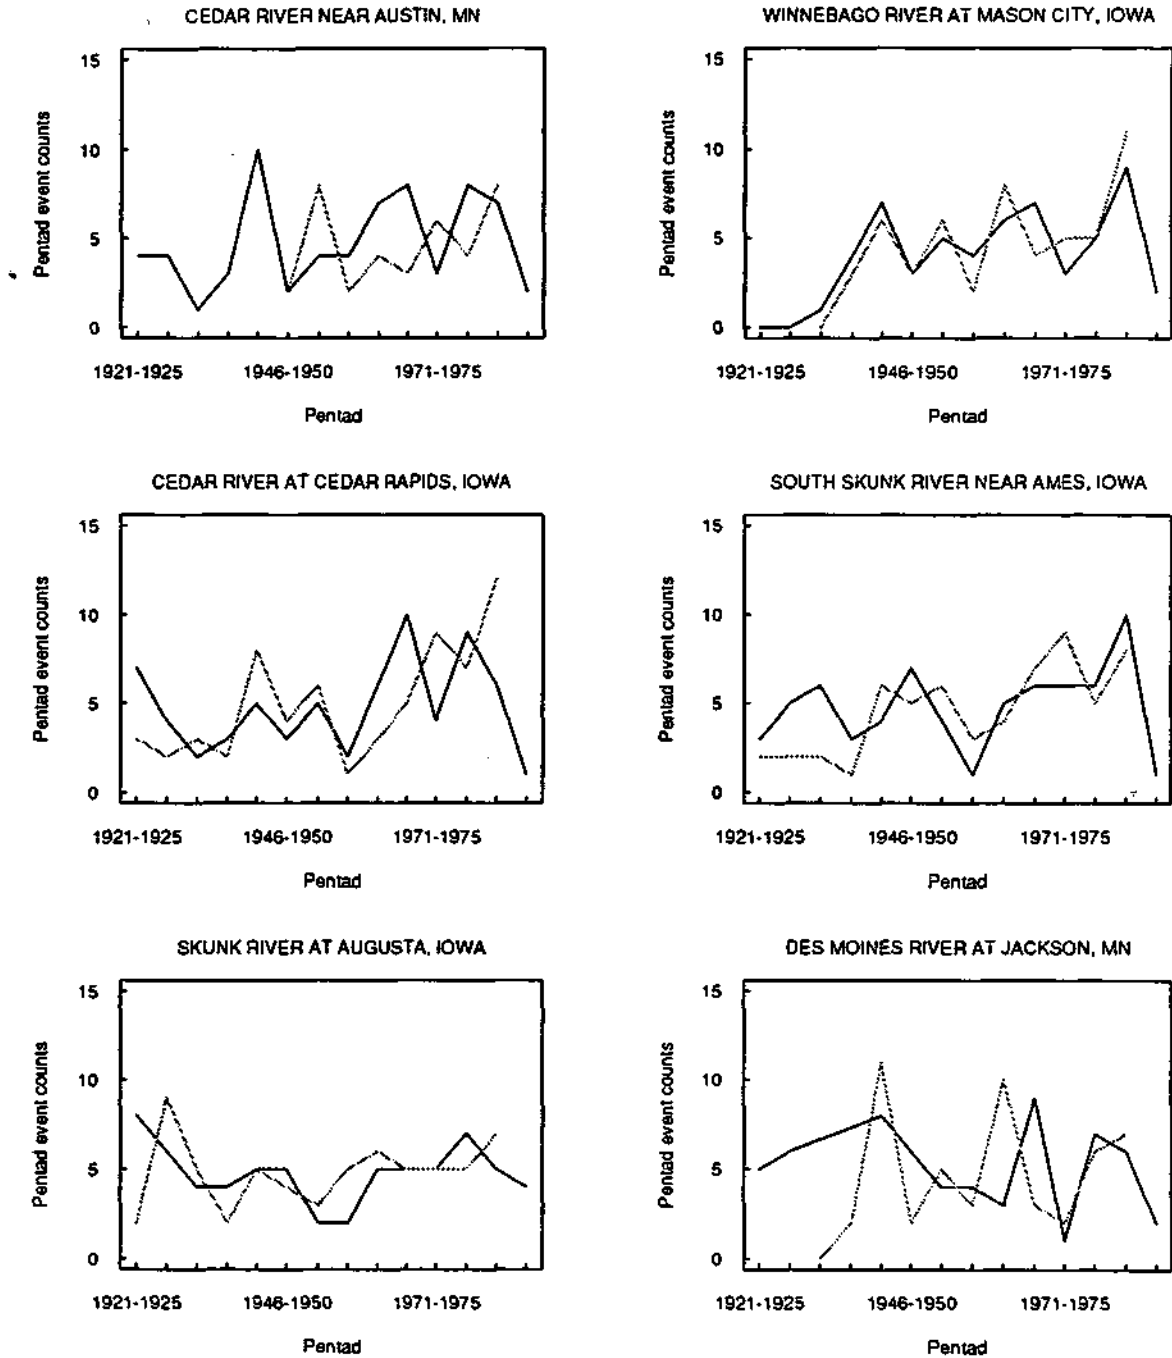 CEDAR RIVER NEAR AUSTIN, MN
15
10
5
0
Pentad event counts
1921-1925 1946-1950 1971-1975
Pentad
WINNEBAGO RIVER AT MASON CITY, IOWA
15
10
5
0
Pentad event counts
1921-1925 1946-1950 1971-1975
Pentad
CEDAR RIVER AT CEDAR RAPIDS, IOWA
15
10
5
0
Pentad event counts
1921-1925 1946-1950 1971-1975
Pentad
SOUTH SKUNK RIVER NEAR AMES, IOWA
15
10
5
0
Pentad event counts
1921-1925 1946-1950 1971-1975
Pentad
SKUNK RIVER AT AUGUSTA, IOWA
15
10
5
0
Pentad event counts
1921-1925 1946-1950 1971-1975
Pentad
DES MOINES RIVER AT JACKSON, MN
15
10
5
0
Pentad event counts
1921-1925 1946-1950 1971-1975
Pentad